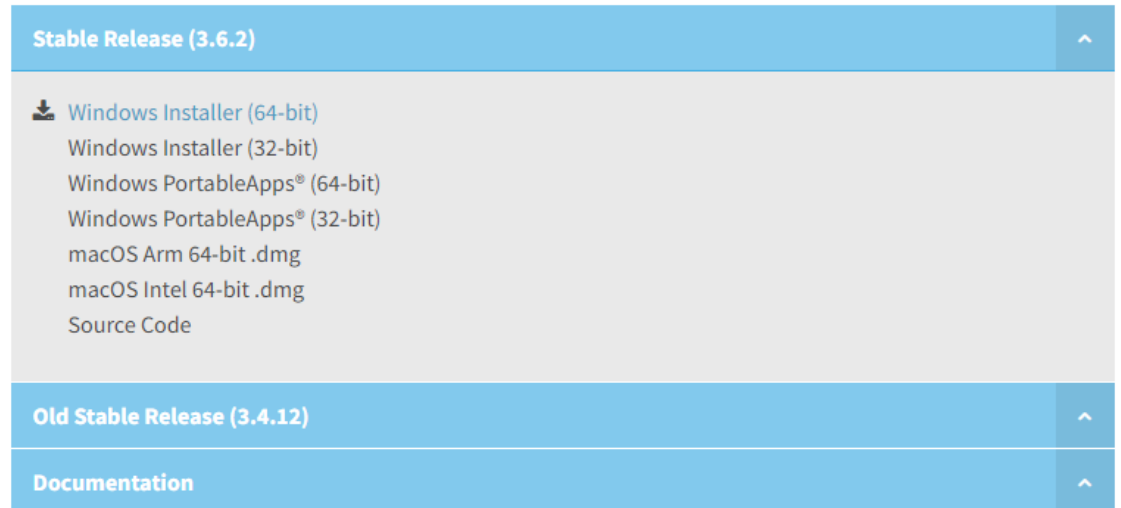 Stable Release (3.6.2)
Windows Installer (64-bit)
Windows Installer (32-bit)
Windows PortableApps® (64-bit)
Windows PortableApps® (32-bit)
macOS Arm 64-bit .dmg
macOS Intel 64-bit .dmg
Source Code
Old Stable Release (3.4.12)
Documentation